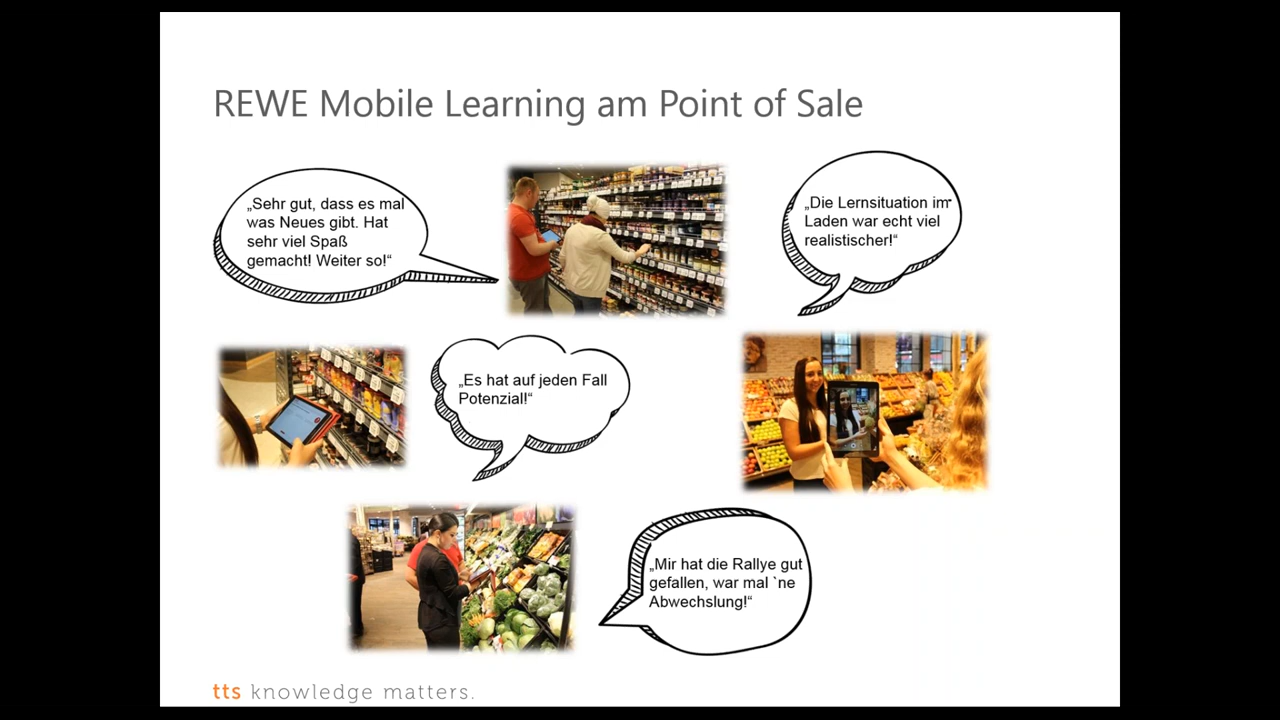 REWE Mobile Learning am Point of Sale
„Sehr gut, dass es mal
was Neues gibt. Hat
sehr viel Spaß
gemacht! Weiter so!“
„Die Lernsituation im
Laden war echt viel
realistischer!“
„Es hat auf jeden Fall
Potenzial!“
„Mir hat die Rallye gut
gefallen, war mal `ne
Abwechslung!“
tts knowledge matters.